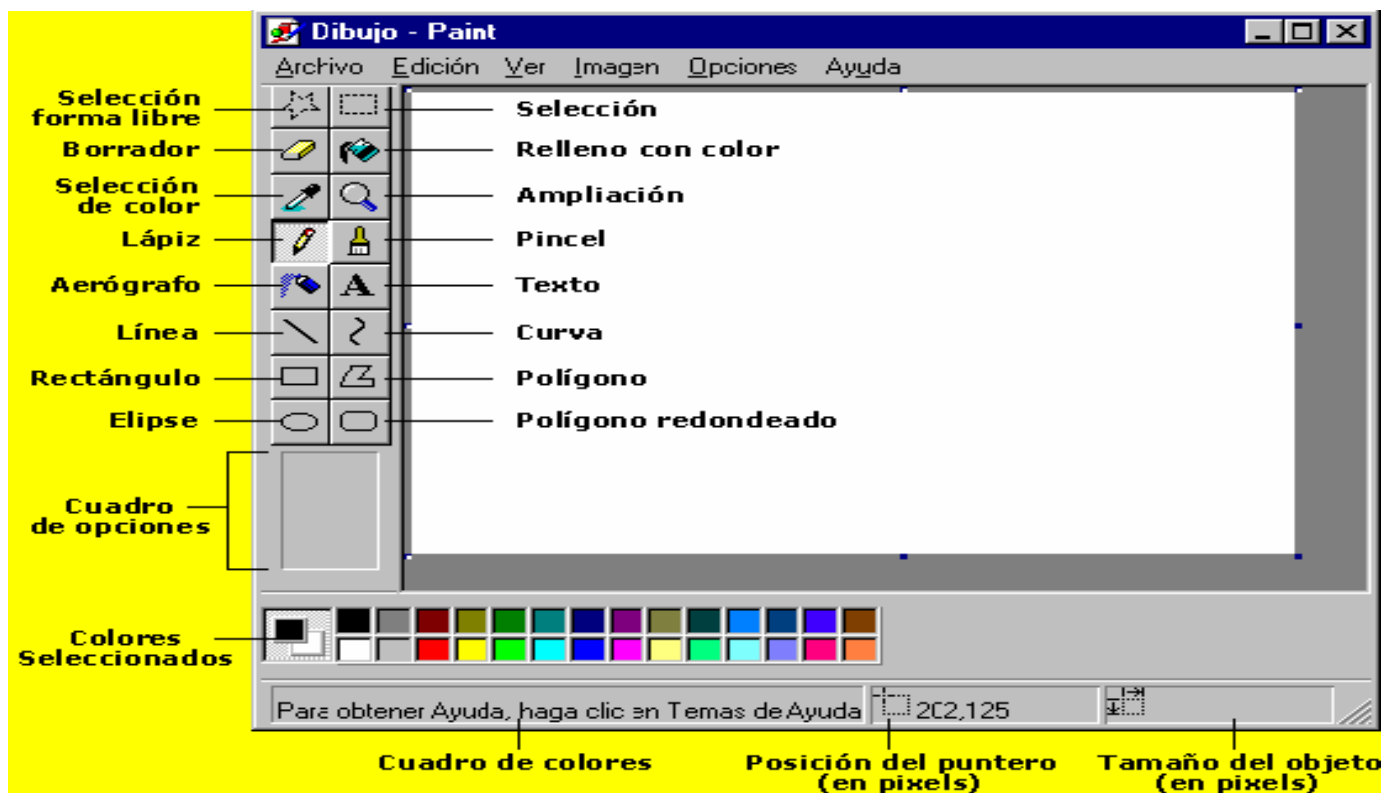 Dibujo - Paint
Archivo Edición Ver Imagen Opciones Ayuda
Selección
forma libre
Selección
Borrador
Relleno con color
Selección
de color
Ampliación
Lápiz
Pincel
Aerógrafo
A
Texto
Línea
Curva
Rectángulo
Polígono
Elipse
Polígono redondeado
Cuadro
de opciones
Colores
Seleccionados
Para obtener Ayuda, haga clic en Temas de Ayuda
202,125
Cuadro de colores
Posición del puntero
(en pixels)
Tamaño del objeto
(en pixels)